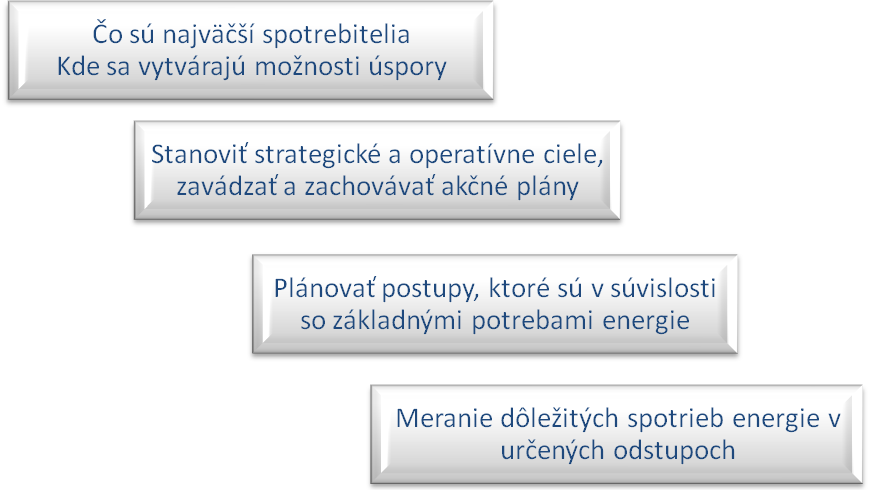 Čo sú najväčší spotrebitelia
Kde sa vytvárajú možnosti úspory
Stanoviť strategické a operatívne ciele,
zavádzať a zachovávať akčné plány
Plánovať postupy, ktoré sú v súvislosti
so základnými potrebami energie
Meranie dôležitých spotrieb energie v
určených odstupoch